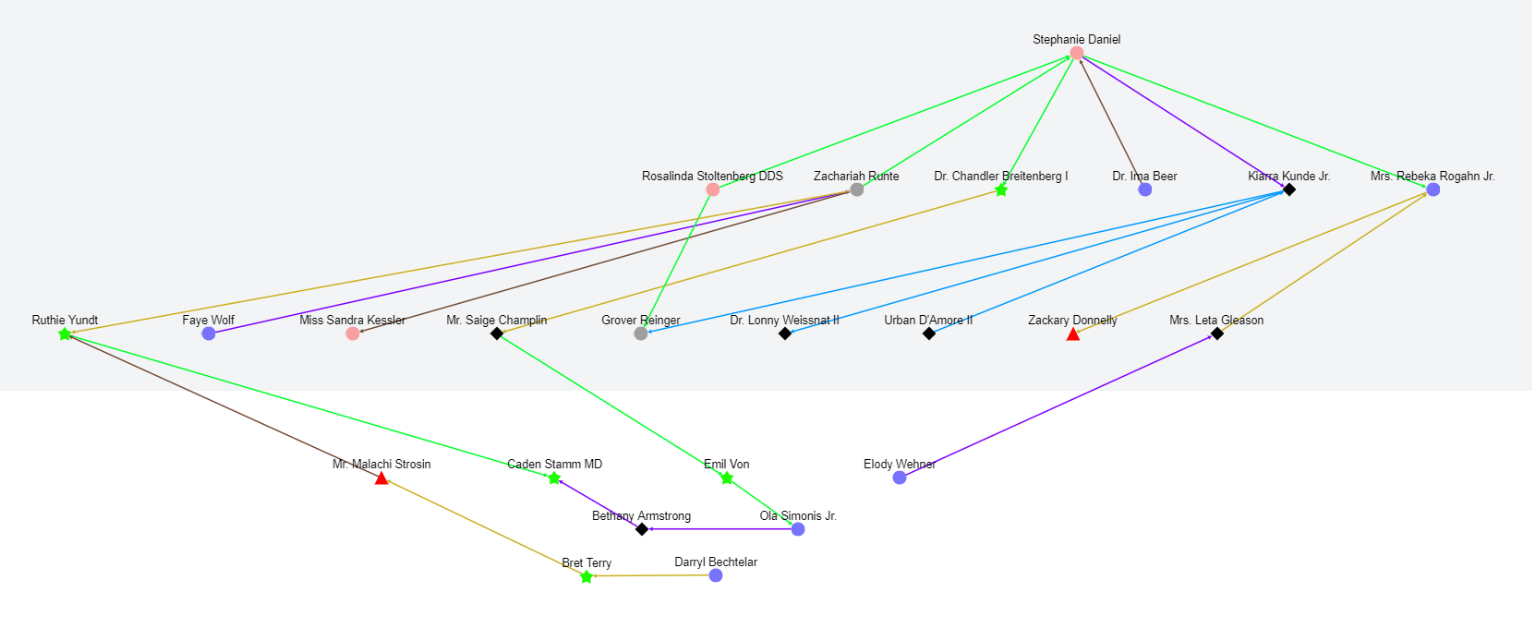 Stephanie Daniel
Rosalinda Stoltenberg DDS
Zachariah Runte
Dr. Chandler Breitenberg I
Dr. Ima Beer
Kiarra Kunde Jr.
Mrs. Rebeka Rogahn Jr.
Ruthie Yundt
Faye Wolf
Miss Sandra Kessler
Mr. Saige Champlin
Grover Reinger
Dr. Lonny Weissnat II
Urban D'Amore II
Zackary Donnelly
Mrs. Leta Gleason
Mr. Malachi Strosin
Caden Stamm MD
Emil Von
Elody Wehner
Bethany Armstrong
Ola Simonis Jr.
Bret Terry
Darryl Bechtelar